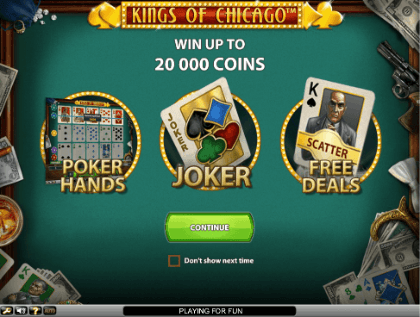 KINGS OF CHICAGO™
WIN UP TO
20 000 COINS
JOKER
K
SCATTER
POKER
HANDS
JOKER
FREE
DEALS
CONTINUE
Don't show next time
PLAYING FOR FUN